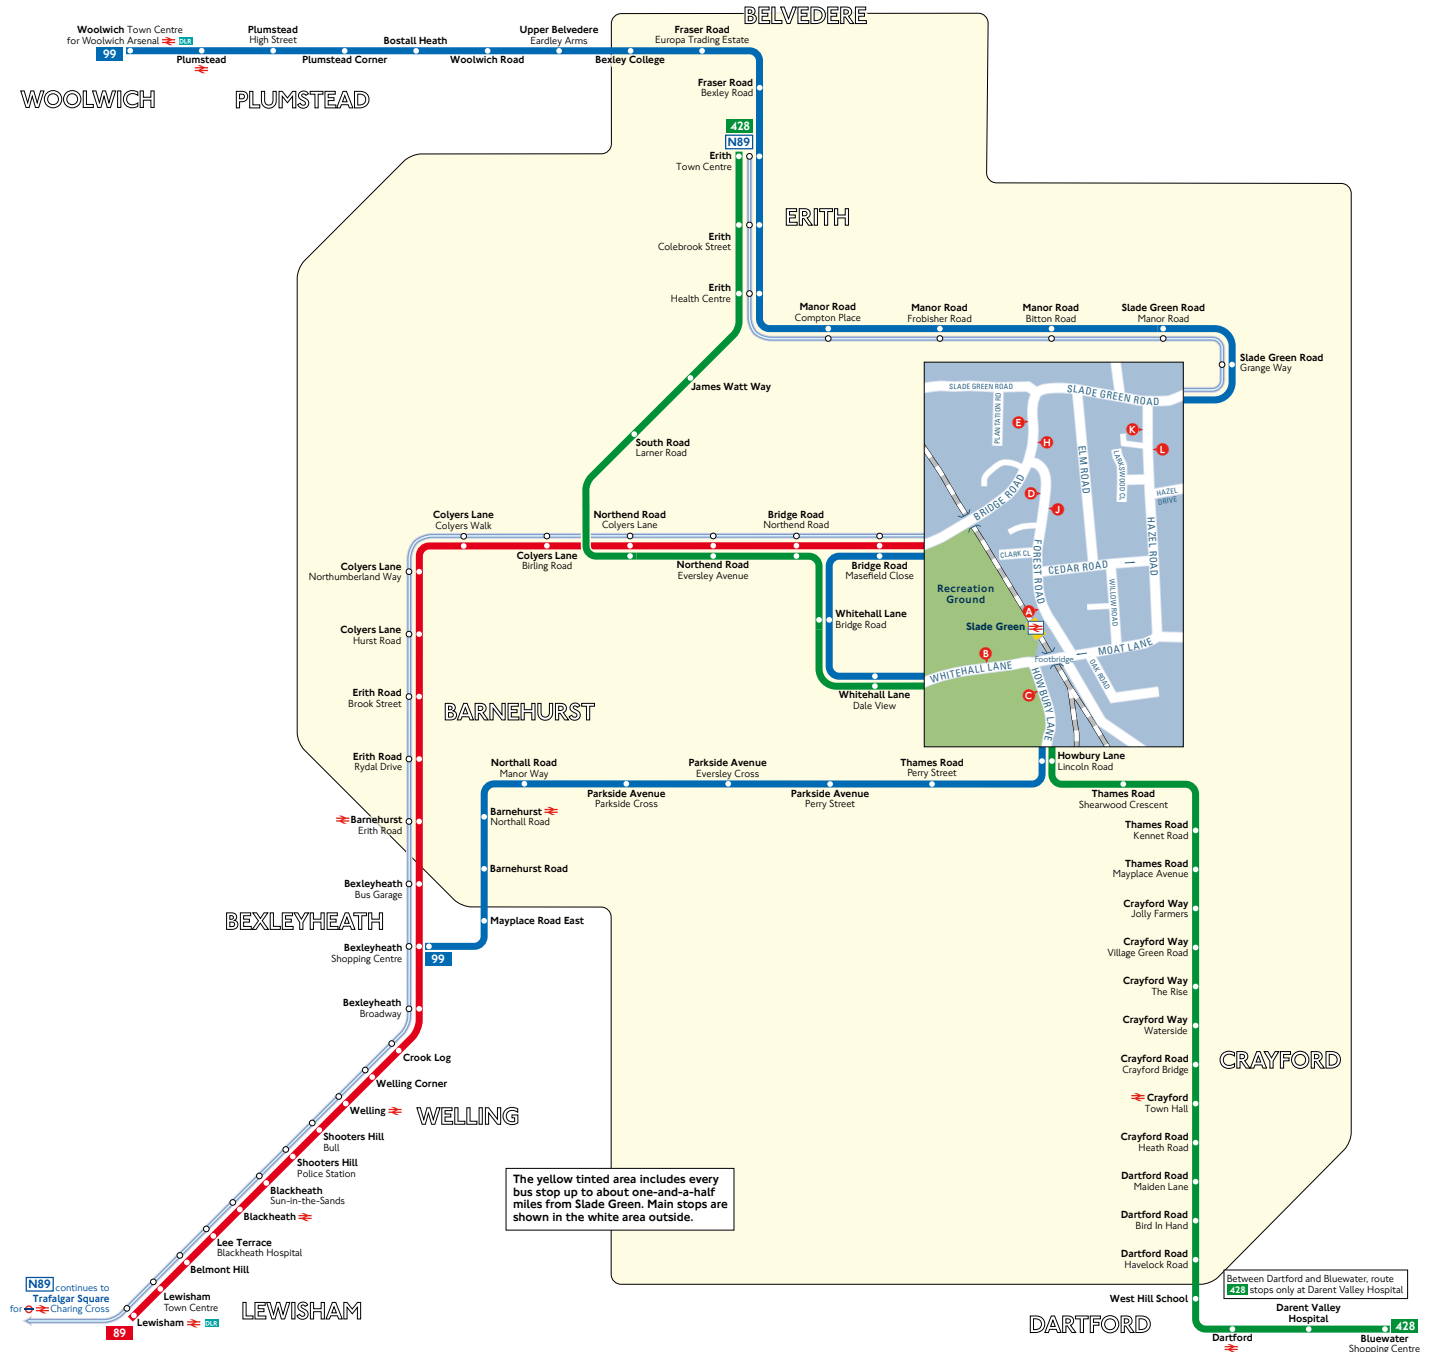 BELVEDERE
Woolwich Town Centre
for Woolwich Arsenal DLR
99
Plumstead
Plumstead
High Street
Plumstead Corner
Bostall Heath
Woolwich Road
Upper Belvedere
Eardley Arms
Bexley College
Fraser Road
Europa Trading Estate
WOOLWICH
PLUMSTEAD
Fraser Road
Bexley Road
428
N89
Erith
Town Centre
ERITH
Erith
Colebrook Street
Erith
Health Centre
Manor Road
Compton Place
Manor Road
Frobisher Road
Manor Road
Bitton Road
Slade Green Road
Manor Road
Slade Green Road
Grange Way
James Watt Way
South Road
Larner Road
Colyers Lane
Colyers Walk
Northend Road
Colyers Lane
Bridge Road
Northend Road
Colyers Lane
Birling Road
Northend Road
Eversley Avenue
Bridge Road
Masefield Close
Colyers Lane
Northumberland Way
Whitehall Lane
Bridge Road
Colyers Lane
Hurst Road
Whitehall Lane
Dale View
Erith Road
Brook Street
BARNEHURST
Erith Road
Rydal Drive
SLADE GREEN ROAD
SLADE GREEN ROAD
PLANTATION RD
E
H
K
L
ELM ROAD
LARKSWOOD CL
HAZEL
DRIVE
BRIDGE ROAD
D
J
HAZEL ROAD
FOREST ROAD
CLARK CL
CEDAR ROAD
WILLOW ROAD
Recreation
Ground
A
Slade Green
B
MOAT LANE
Footbridge
WHITEHALL LANE
OAK ROAD
C
HOWBURY LANE
Northall Road
Manor Way
Parkside Avenue
Parkside Cross
Parkside Avenue
Eversley Cross
Parkside Avenue
Perry Street
Thames Road
Perry Street
Howbury Lane
Lincoln Road
Thames Road
Shearwood Crescent
Barnehurst
Erith Road
Barnehurst
Northall Road
Thames Road
Kennet Road
Barnehurst Road
Thames Road
Mayplace Avenue
Bexleyheath
Bus Garage
Mayplace Road East
Crayford Way
Jolly Farmers
BEXLEYHEATH
Bexleyheath
Shopping Centre
99
Crayford Way
Village Green Road
Crayford Way
The Rise
Bexleyheath
Broadway
Crayford Way
Waterside
Crook Log
Crayford Road
Crayford Bridge
CRAYFORD
Welling Corner
Welling
WELLING
Crayford
Town Hall
Shooters Hill
Bull
Crayford Road
Heath Road
Shooters Hill
Police Station
Dartford Road
Maiden Lane
Blackheath
Sun-in-the-Sands
Blackheath
Dartford Road
Bird In Hand
Lee Terrace
Blackheath Hospital
Dartford Road
Havelock Road
Belmont Hill
The yellow tinted area includes every
bus stop up to about one-and-a-half
miles from Slade Green. Main stops are
shown in the white area outside.
N89 continues to
Trafalgar Square
for Charing Cross
Lewisham
Town Centre
Lewisham DLR
89
LEWISHAM
West Hill School
DARTFORD
Between Dartford and Bluewater, route
428 stops only at Darent Valley Hospital
Dartford
Darent Valley
Hospital
428
Bluewater
Shopping Centre